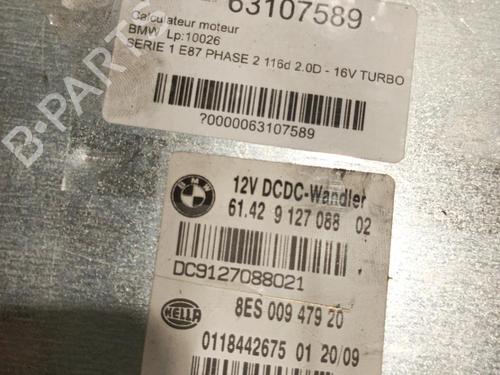 63107589
Calculateur moteur
BMW Lp:10026
SERIE 1 E87 PHASE 2 116d 2.0D - 16V TURBO
?0000063107589
B-PARTS
BMW
12V DCDC-Wandler
61.42 9 127 088 02
DC9127088021
HELLA
8ES 009 479 20
0118442675 01 20/09